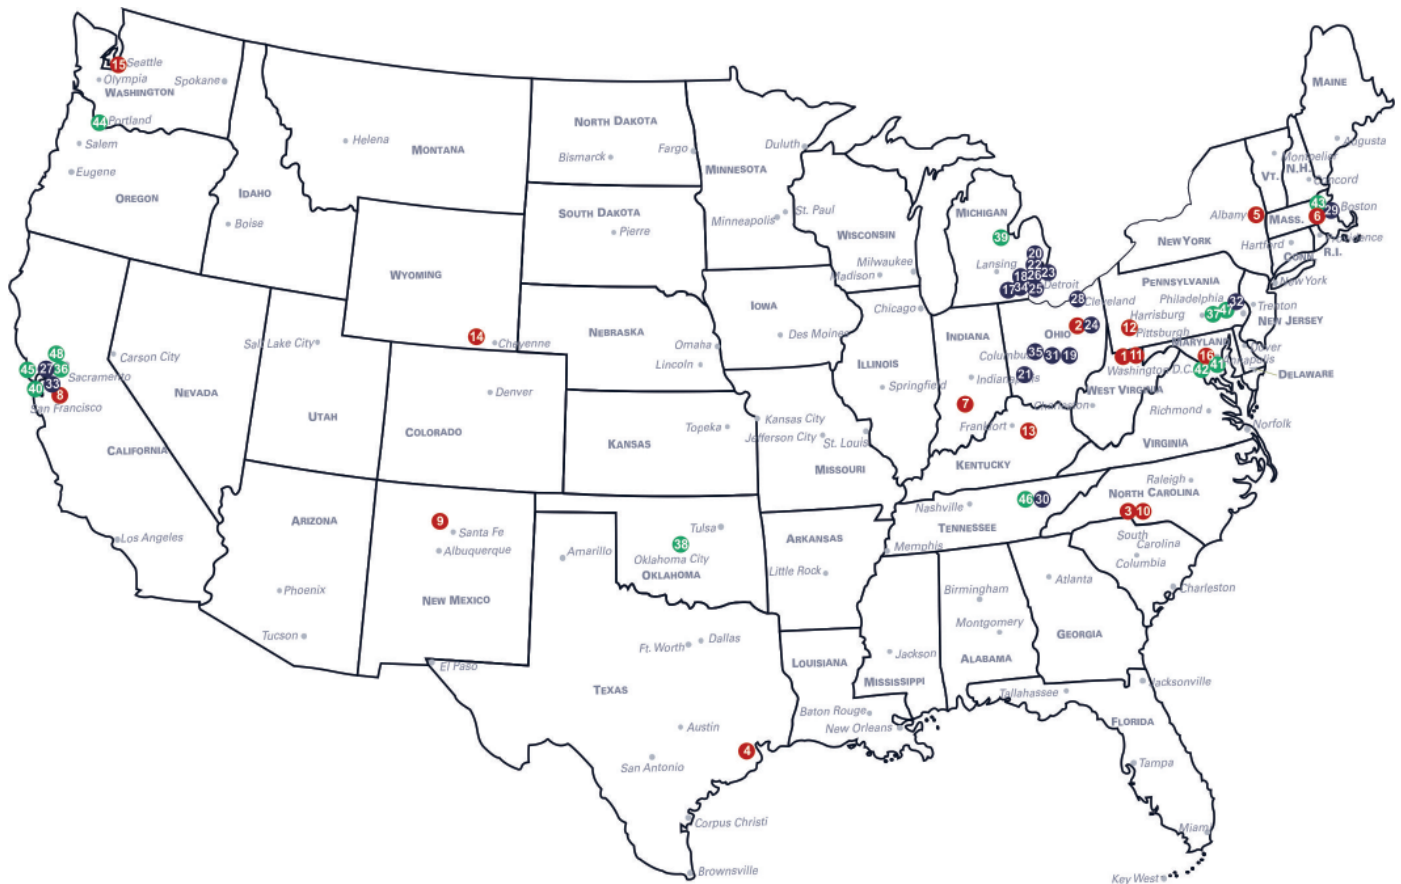 15 Seattle
Olympia
Spokane
WASHINGTON
44 Portland
Salem
Eugene
OREGON
IDAHO
Boise
Helena
MONTANA
NORTH DAKOTA
Bismarck
Fargo
Duluth
MINNESOTA
SOUTH DAKOTA
Pierre
Minneapolis
St. Paul
WISCONSIN
Milwaukee
Madison
MICHIGAN
39
Lansing
20
22
18 26 23
17 34 25
Detroit
MAINE
Augusta
Montpelier
VT.
N.H.
Concord
43
29 Boston
6
MASS.
Albany 5
NEW YORK
Hartford
CONN.
R.I.
New York
PENNSYLVANIA
Philadelphia 32
Harrisburg 37 47
Trenton
NEW JERSEY
12
Pittsburgh
MARYLAND
Dover
16
41
42
Washington D.C.
DELAWARE
1 11
28 Cleveland
2 24
OHIO
35 31 19
21
WYOMING
14
Cheyenne
NEBRASKA
Omaha
Lincoln
IOWA
Des Moines
Chicago
ILLINOIS
Springfield
INDIANA
Indianapolis
7
WEST VIRGINIA
Charleston
Richmond
Norfolk
VIRGINIA
Frankfort
13
KENTUCKY
48
45 27 36
40 33
8
Sacramento
San Francisco
Carson City
NEVADA
CALIFORNIA
Los Angeles
Salt Lake City
UTAH
Denver
COLORADO
Topeka
KANSAS
Kansas City
Jefferson City
St. Louis
MISSOURI
46 30
Nashville
TENNESSEE
Memphis
Raleigh
NORTH CAROLINA
3 10
South
Carolina
Columbia
Charleston
ARIZONA
Phoenix
Tucson
9
Santa Fe
Albuquerque
NEW MEXICO
Amarillo
Tulsa
38
Oklahoma City
OKLAHOMA
ARKANSAS
Little Rock
Birmingham
Montgomery
ALABAMA
Atlanta
GEORGIA
Jackson
MISSISSIPPI
El Paso
TEXAS
Ft. Worth
Dallas
Austin
San Antonio
4
Corpus Christi
Brownsville
LOUISIANA
Baton Rouge
New Orleans
Tallahassee
Jacksonville
FLORIDA
Tampa
Miami
Key West